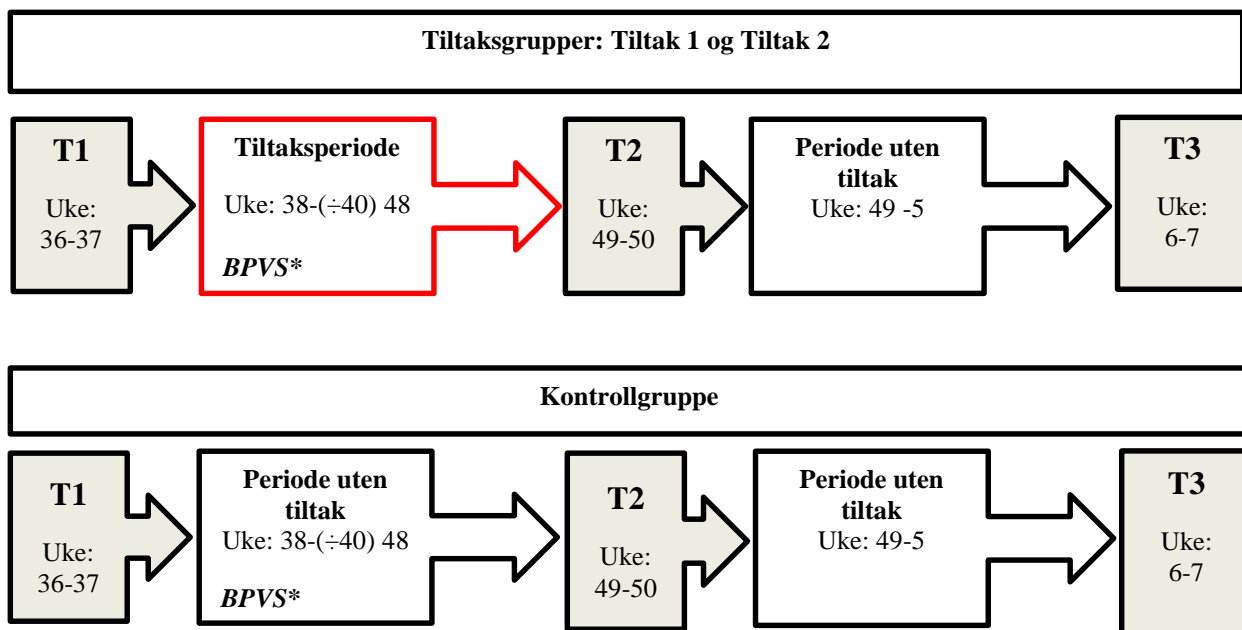 Tiltaksgrupper: Tiltak 1 og Tiltak 2
T1
Uke:
36-37
Tiltaksperiode
Uke: 38-(÷40) 48
BPVS*
T2
Uke:
49-50
Periode uten
tiltak
Uke: 49 -5
T3
Uke:
6-7
Kontrollgruppe
T1
Uke:
36-37
Periode uten
tiltak
Uke: 38-(÷40) 48
BPVS*
T2
Uke:
49-50
Periode uten
tiltak
Uke: 49-5
T3
Uke:
6-7